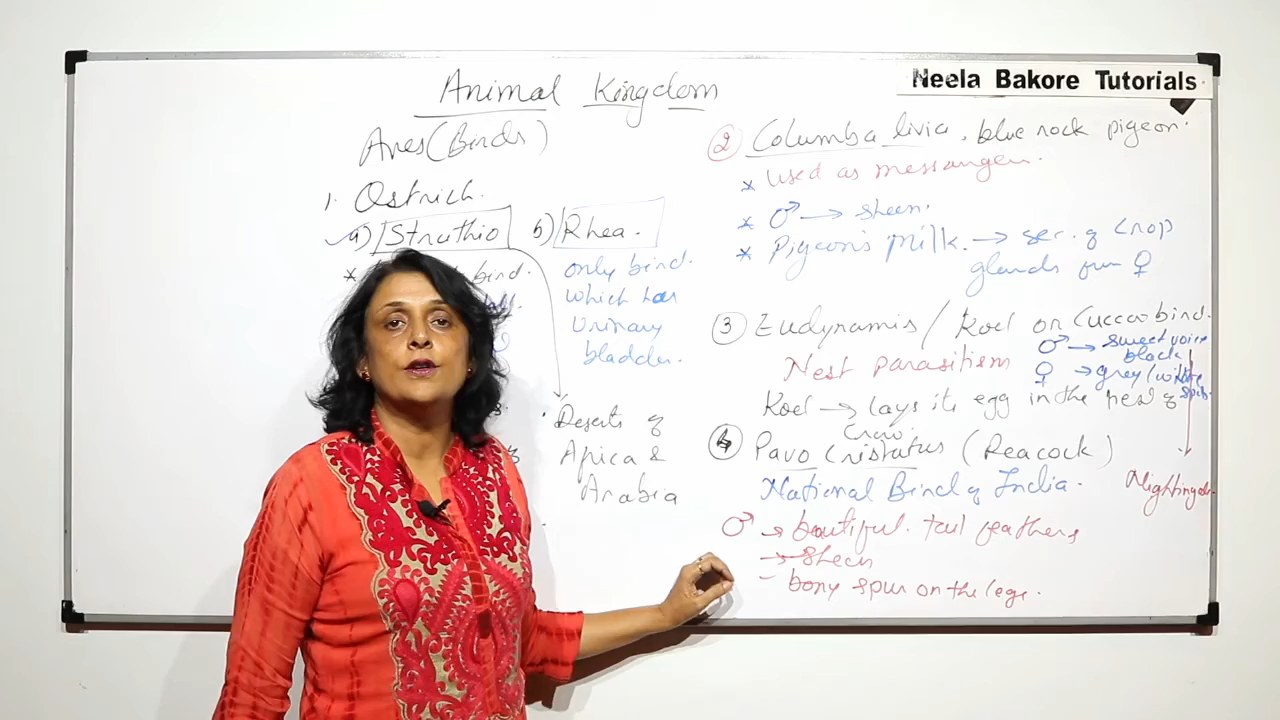 Animal Kingdom
Neela Bakore Tutorials
Aves (Birds)
1. Ostrich.
a) Struthio
* bird.
b) Rhea.
only bird.
which has
urinary
bladder.
Deserts of
Africa &
Arabia
② Columba livia. blue rock pigeon.
* used as messanger.
* ♂ → sheen.
* Pigeon's milk. → sec. of crop
glands from ♀
③ Eudynamis / Koel or Cuccoo bird.
♂ → sweet voice
black
♀ → grey / white
spots
Nest parasitism
Koel → lays its egg in the nest of
Crow.
Nightingale.
④ Pavo Cristatus (Peacock)
National Bird of India.
♂ → beautiful tail feathers
→ sheen
- bony spur on the legs.